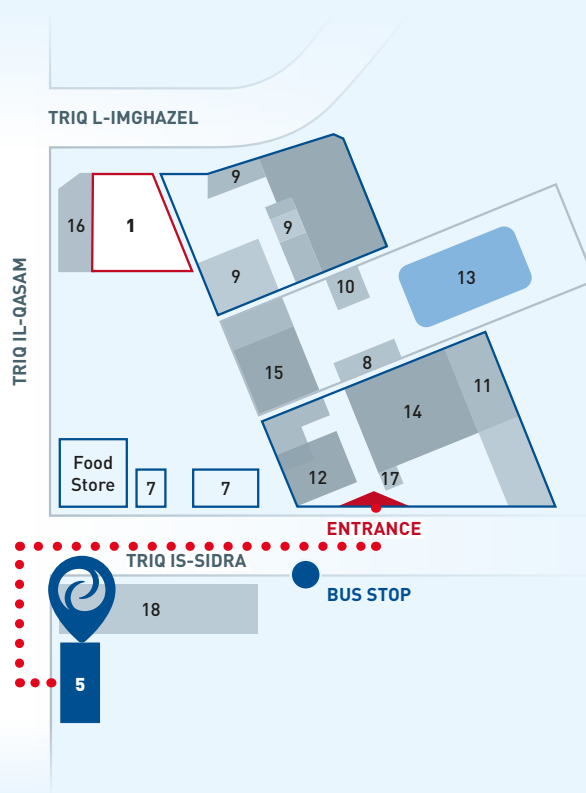 TRIQ L-IMGHAZEL
9
16
1
9
9
10
13
TRIQ IL-QASAM
8
15
11
14
Food
Store
7
7
12
17
ENTRANCE
TRIQ IS-SIDRA
BUS STOP
18
5